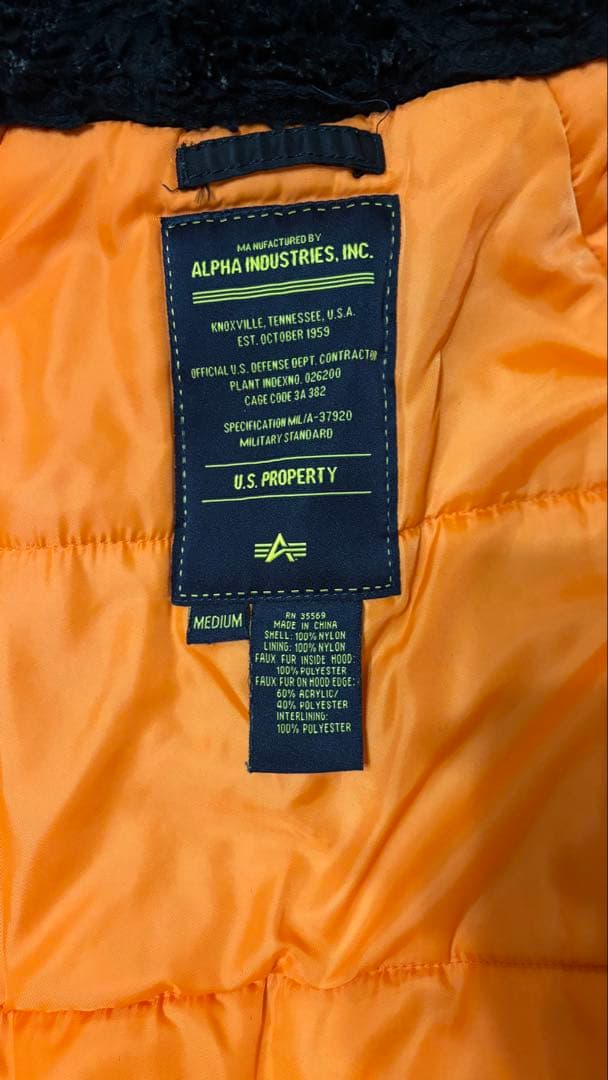 MANUFACTURED BY
ALPHA INDUSTRIES, INC.
KNOXVILLE, TENNESSEE, U.S.A.
EST. OCTOBER 1959
OFFICIAL U.S. DEFENSE DEPT. CONTRACTOR
PLANT INDEXNO. 026200
CAGE CODE 3A 382
SPECIFICATION MIL/A-37920
MILITARY STANDARD
U.S. PROPERTY
MEDIUM
RN 35569
MADE IN CHINA
SHELL: 100% NYLON
LINING: 100% NYLON
FAUX FUR INSIDE HOOD:
100% POLYESTER
FAUX FUR ON HOOD EDGE:
60% ACRYLIC/
40% POLYESTER
INTERLINING:
100% POLYESTER